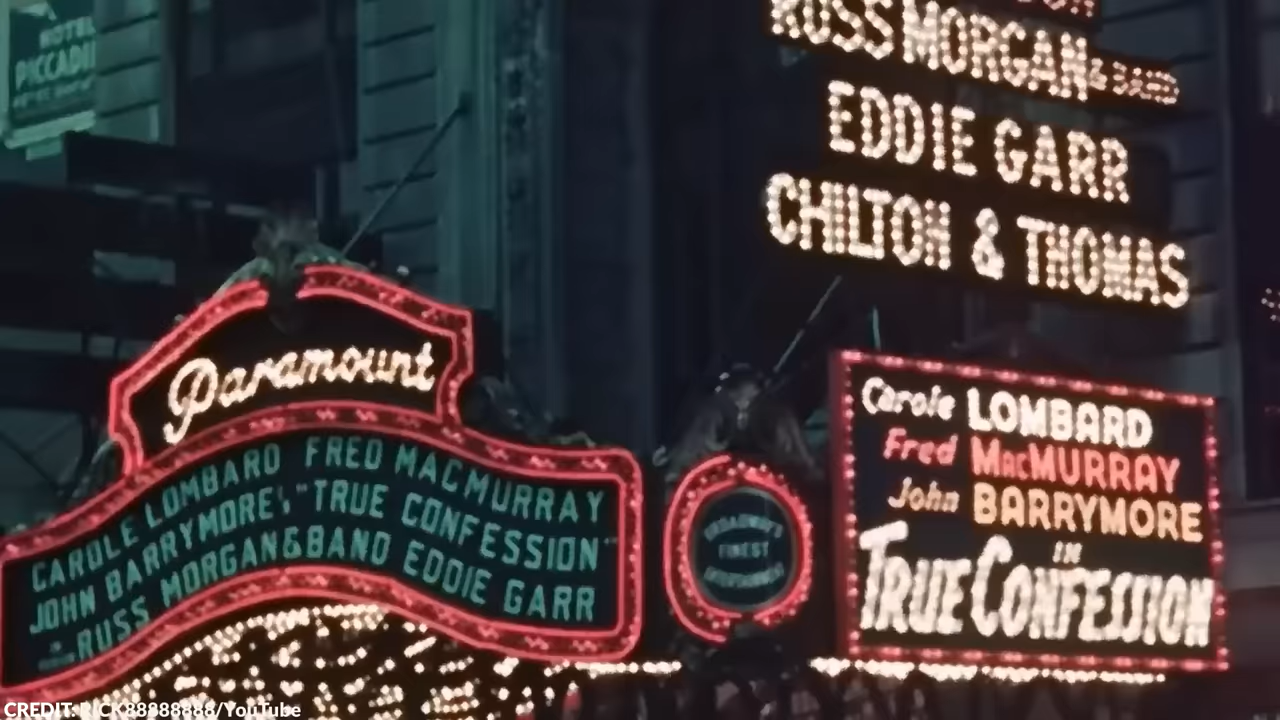 HOTEL
RUSS MORGAN & BAND
EDDIE GARR
CHILTON & THOMAS
Paramount
CAROLE LOMBARD FRED MACMURRAY
JOHN BARRYMORE, "TRUE CONFESSION"
RUSS MORGAN & BAND EDDIE GARR
BROADWAY'S
FINEST
ENTERTAINMENT
Carole LOMBARD
Fred MacMURRAY
John BARRYMORE
IN
TRUE CONFESSION
CREDIT: RICK88888888/YouTube